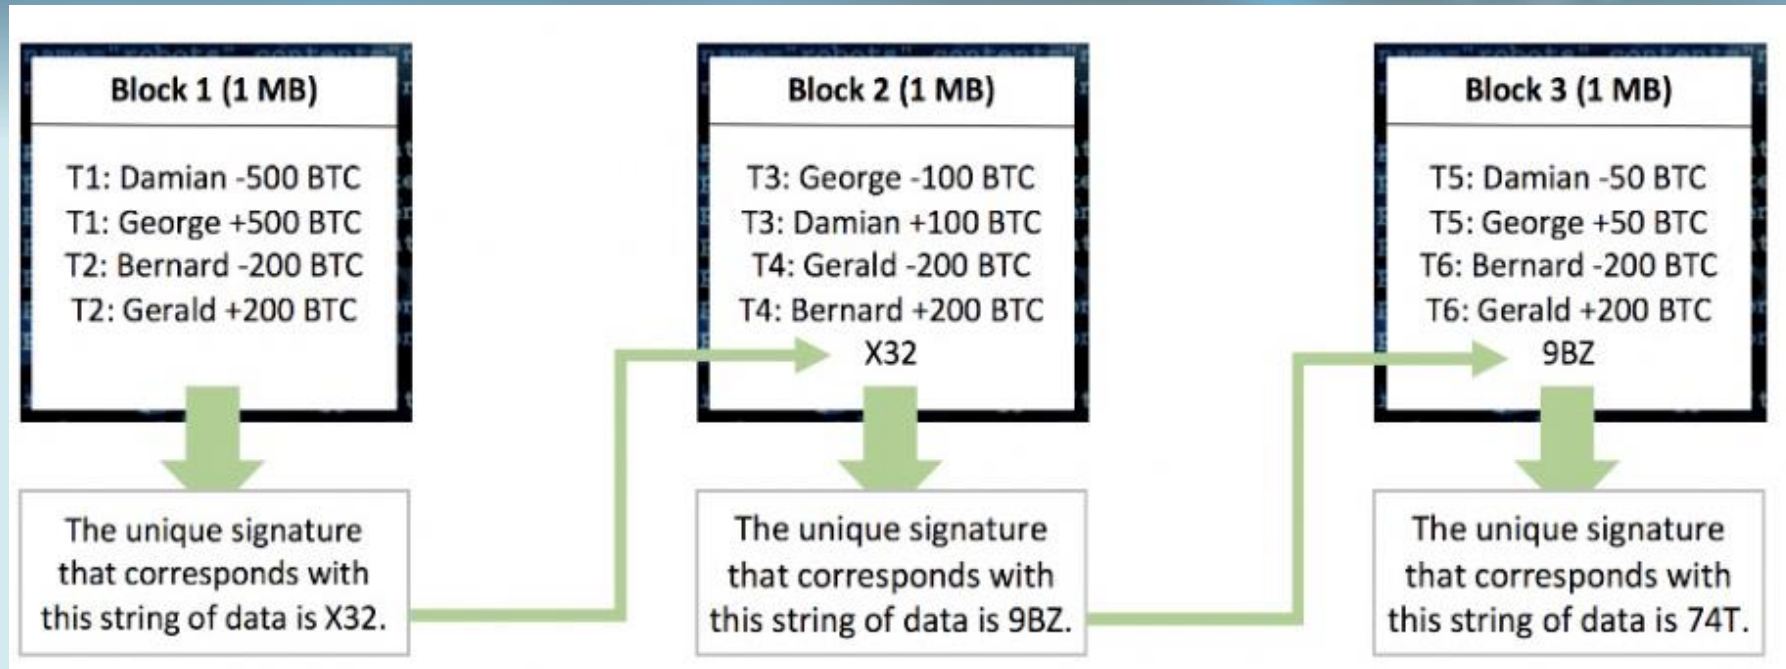 Block 1 (1 MB)
T1: Damian -500 BTC
T1: George +500 BTC
T2: Bernard -200 BTC
T2: Gerald +200 BTC
The unique signature
that corresponds with
this string of data is X32.
Block 2 (1 MB)
T3: George -100 BTC
T3: Damian +100 BTC
T4: Gerald -200 BTC
T4: Bernard +200 BTC
X32
The unique signature
that corresponds with
this string of data is 9BZ.
Block 3 (1 MB)
T5: Damian -50 BTC
T5: George +50 BTC
T6: Bernard -200 BTC
T6: Gerald +200 BTC
9BZ
The unique signature
that corresponds with
this string of data is 74T.